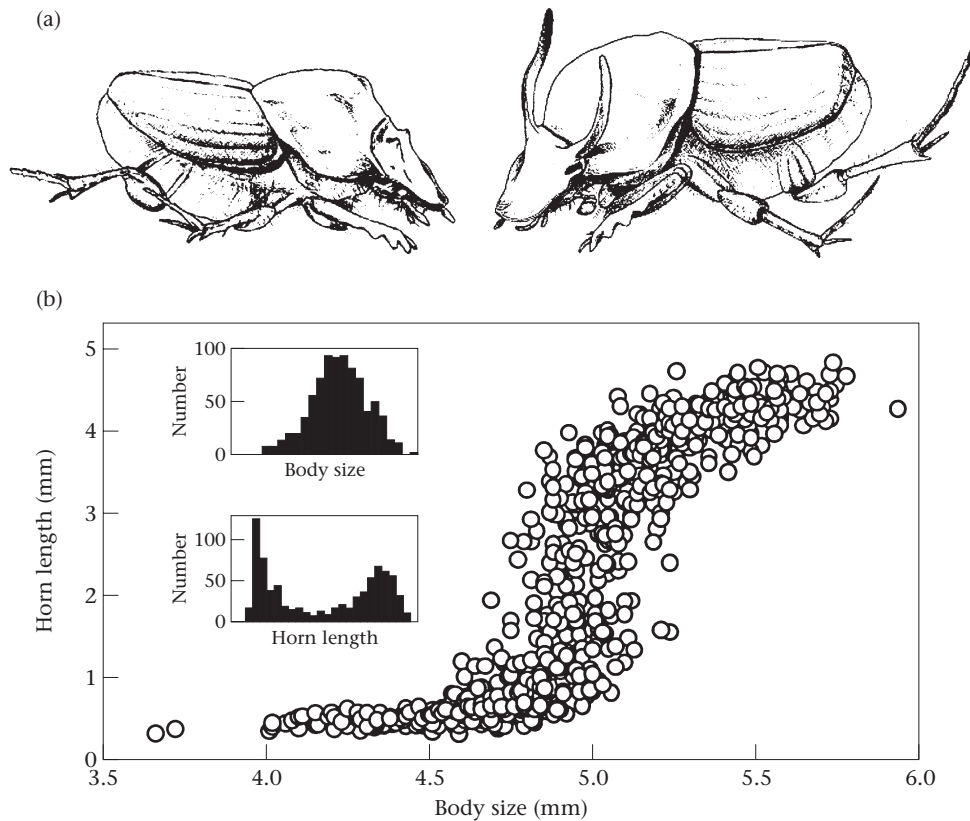 (a)
(b)
5
4
3
2
1
0
Horn length (mm)
100
50
0
Number
Body size
100
50
0
Number
Horn length
3.5 4.0 4.5 5.0 5.5 6.0
Body size (mm)